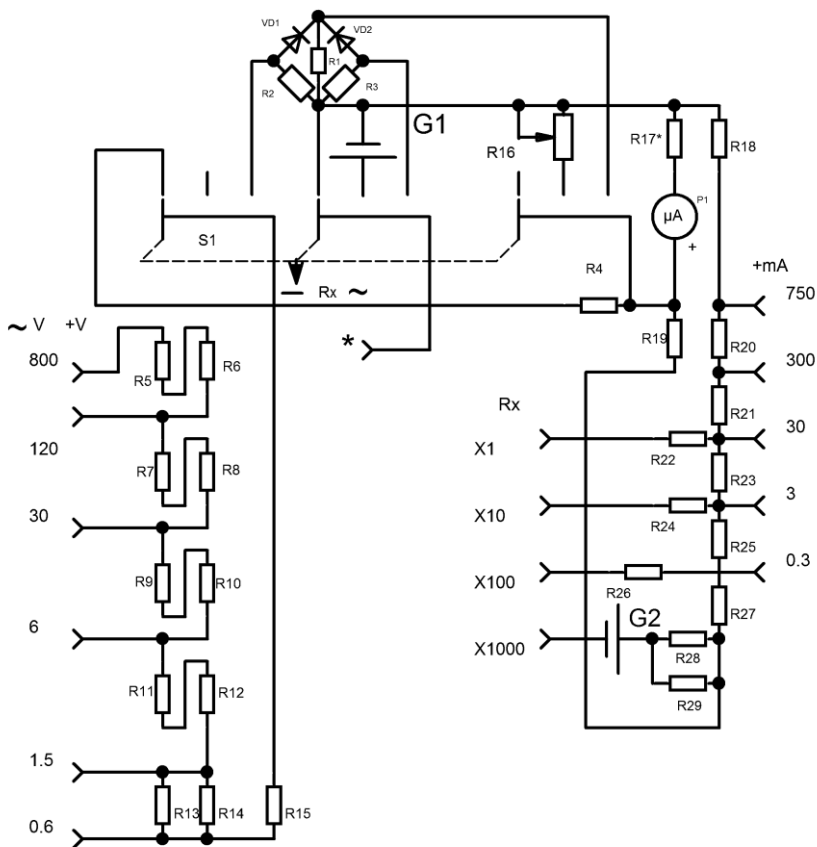 VD1
VD2
R1
R2
R3
G1
R16
R17*
R18
P1
µA
+
S1
R4
+mA
Rx ~
750
~ V +V
*
R19
R20
800
R5
R6
300
Rx
R21
120
X1
R22
30
R7
R8
R23
30
X10
R24
3
R25
R9
R10
X100
R26
0.3
R27
6
X1000
G2
R28
R11
R12
R29
1.5
R13
R14
R15
0.6